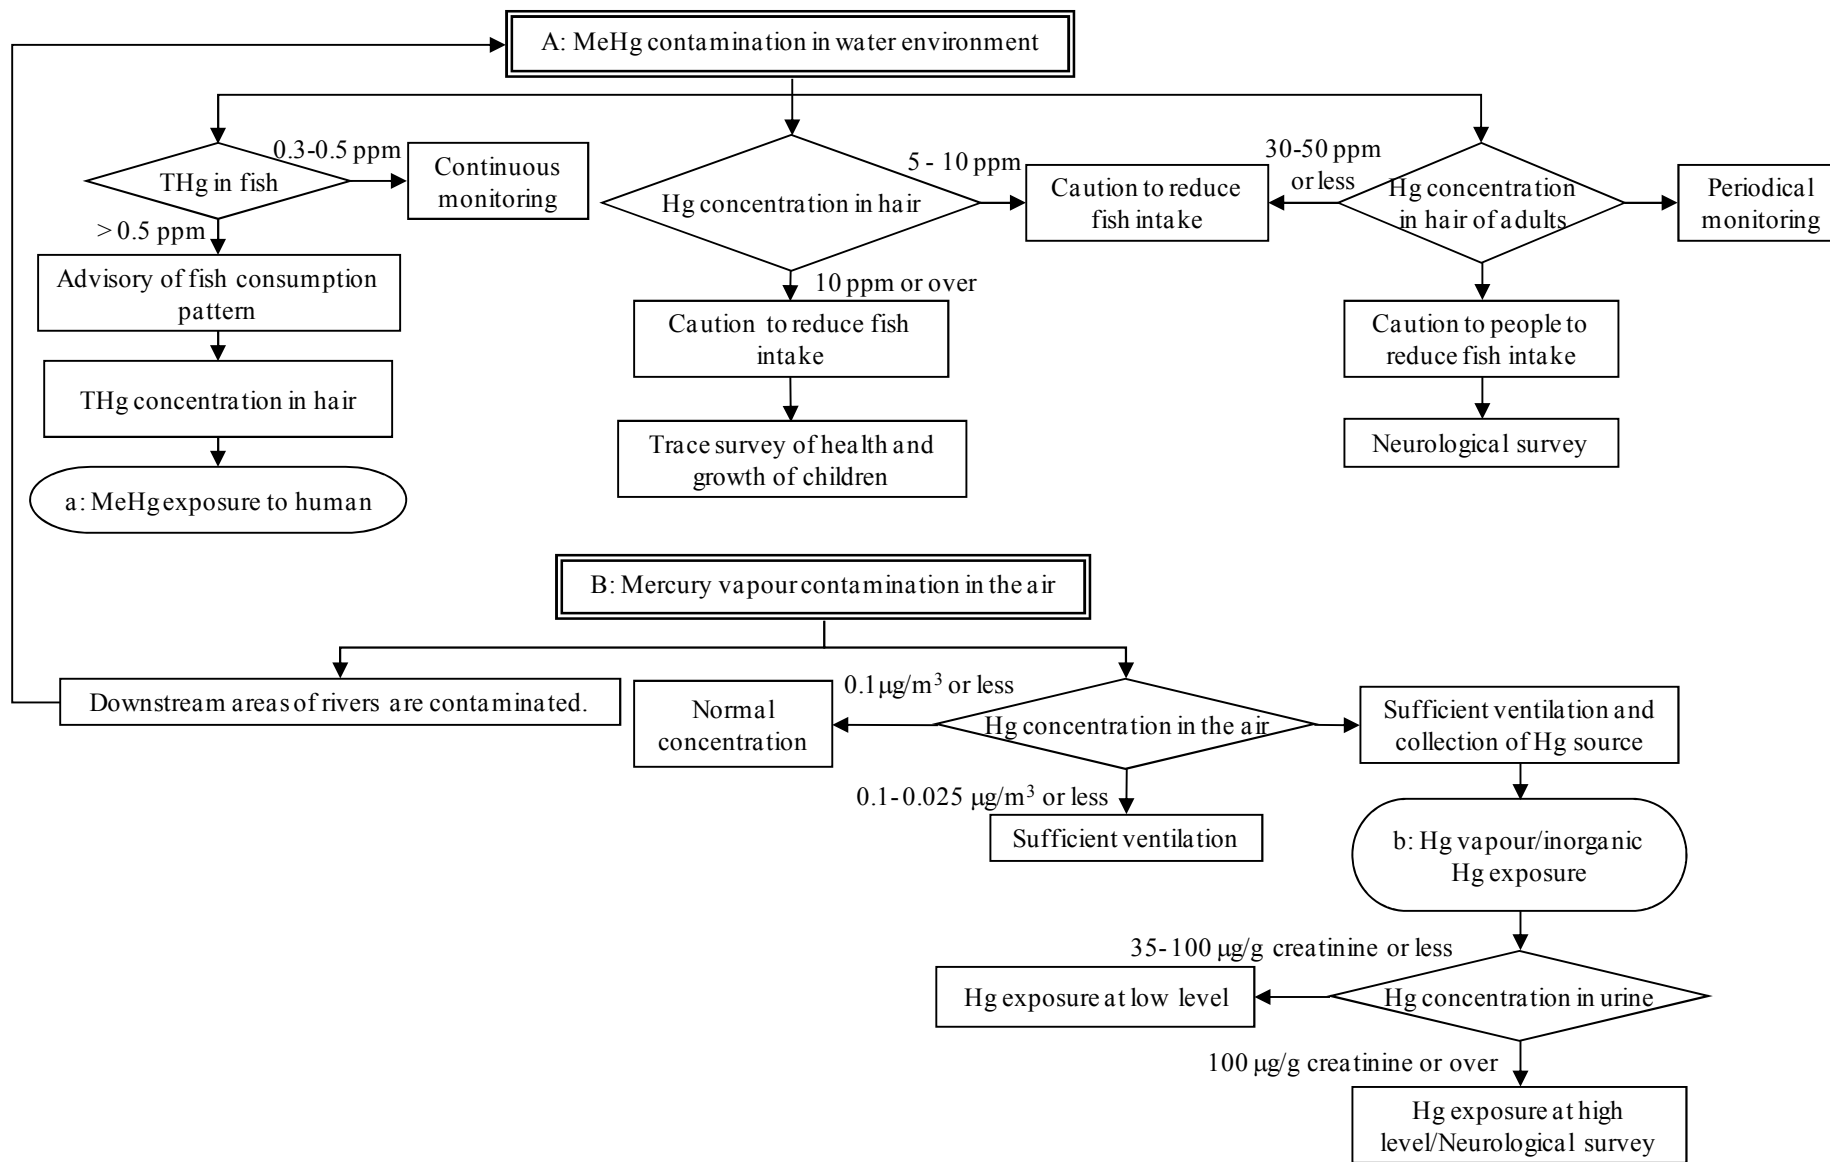 A: MeHg contamination in water environment
0.3-0.5 ppm
THg in fish
Continuous
monitoring
> 0.5 ppm
Advisory of fish consumption
pattern
THg concentration in hair
a: MeHg exposure to human
5 - 10 ppm
Hg concentration in hair
Caution to reduce
fish intake
10 ppm or over
Caution to reduce fish
intake
Trace survey of health and
growth of children
30-50 ppm
or less
Hg concentration
in hair of adults
Periodical
monitoring
Caution to people to
reduce fish intake
Neurological survey
B: Mercury vapour contamination in the air
Downstream areas of rivers are contaminated.
Normal
concentration
0.1 μg/m³ or less
Hg concentration in the air
0.1-0.025 μg/m³ or less
Sufficient ventilation
Sufficient ventilation and
collection of Hg source
b: Hg vapour/inorganic
Hg exposure
35-100 μg/g creatinine or less
Hg exposure at low level
Hg concentration in urine
100 μg/g creatinine or over
Hg exposure at high
level/Neurological survey